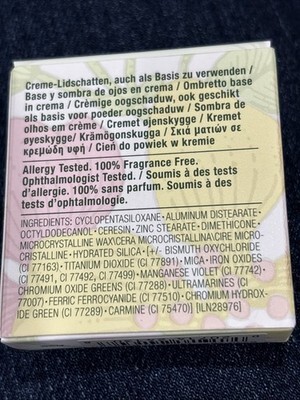 Creme-Lidschatten, auch als Basis zu verwenden /
Base y sombra de ojos en crema / Ombretto base
in crema / Crèmige oogschaduw, ook geschikt
als basis voor poeder oogschaduw / Sombra de
olhos em crème / Cremet øjenskygge / Kremet
øyeskygge/ Krämögonskugga / Σκιά ματιών σε
κρεμώδη υφή / Cień do powiek w kremie
Allergy Tested. 100% Fragrance Free.
Ophthalmologist Tested. / Soumis à des tests
d'allergie. 100% sans parfum. Soumis à des
tests d'ophtalmologie.
INGREDIENTS: CYCLOPENTASILOXANE • ALUMINUM DISTEARATE •
OCTYLDODECANOL • CERESIN • ZINC STEARATE • DIMETHICONE •
MICROCRYSTALLINE WAX\CERA MICROCRISTALLINA\CIRE MICRO-
CRISTALLINE • HYDRATED SILICA • [+/- BISMUTH OXYCHLORIDE
(CI 77163) • TITANIUM DIOXIDE (CI 77891) • MICA • IRON OXIDES
(CI 77491, CI 77492, CI 77499) • MANGANESE VIOLET (CI 77742) •
CHROMIUM OXIDE GREENS (CI 77288) • ULTRAMARINES (CI
77007) • FERRIC FERROCYANIDE (CI 77510) • CHROMIUM HYDROX-
IDE GREEN (CI 77289) • CARMINE (CI 75470)] [ILN28976]